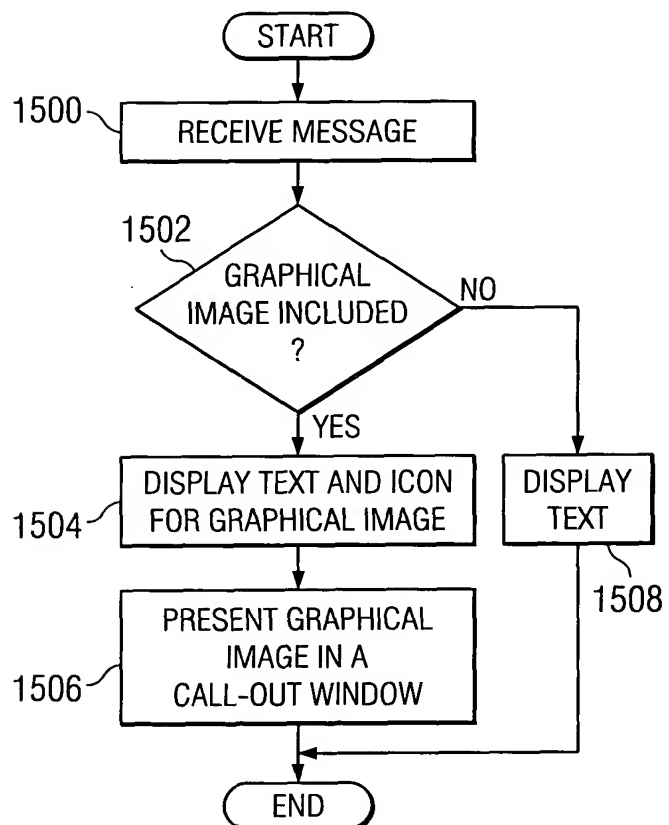 START
1500
RECEIVE MESSAGE
1502
GRAPHICAL
IMAGE INCLUDED
?
NO
YES
1504
DISPLAY TEXT AND ICON
FOR GRAPHICAL IMAGE
DISPLAY
TEXT
1508
1506
PRESENT GRAPHICAL
IMAGE IN A
CALL-OUT WINDOW
END